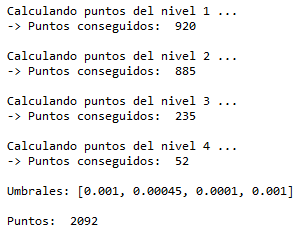 Calculando puntos del nivel 1 ...
-> Puntos conseguidos:  920
Calculando puntos del nivel 2 ...
-> Puntos conseguidos:  885
Calculando puntos del nivel 3 ...
-> Puntos conseguidos:  235
Calculando puntos del nivel 4 ...
-> Puntos conseguidos:  52
Umbrales: [0.001, 0.00045, 0.0001, 0.001]
Puntos:  2092